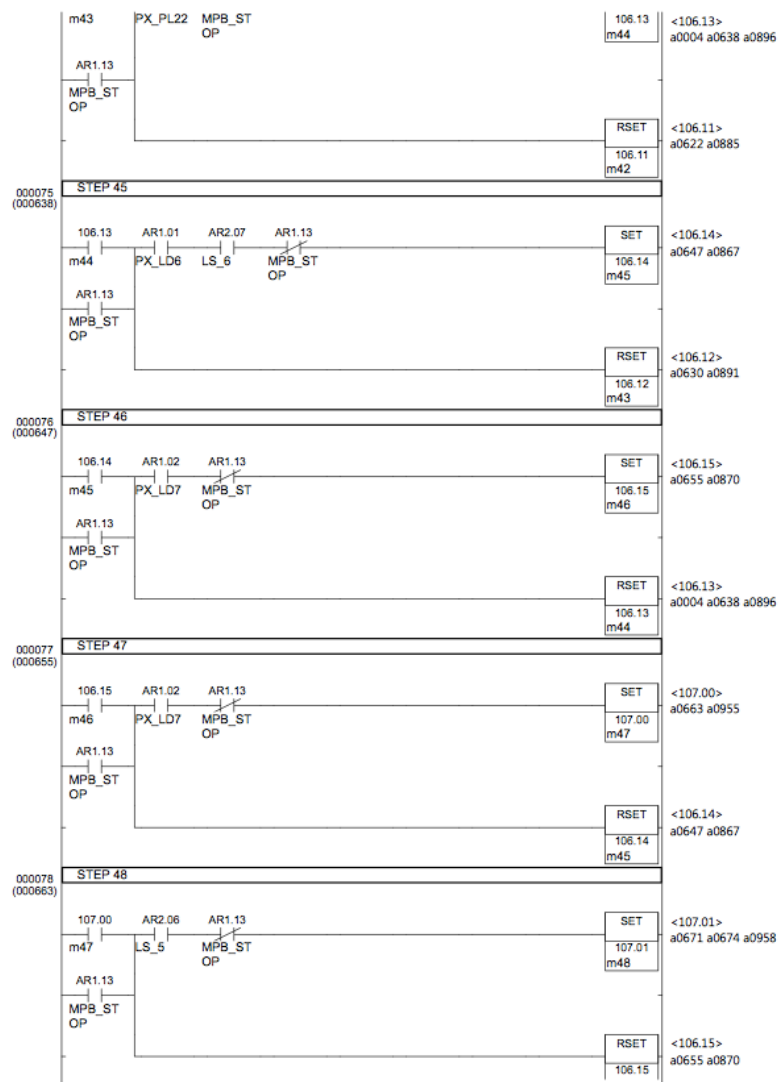 m43 PX_PL22 MPB_ST
OP
106.13
m44
<106.13>
a0004 a0638 a0896
AR1.13
MPB_ST
OP
RSET
106.11
m42
<106.11>
a0622 a0885
000075
(000638)
STEP 45
106.13 AR1.01 AR2.07 AR1.13
m44 PX_LD6 LS_6 MPB_ST
OP
SET
106.14
m45
<106.14>
a0647 a0867
AR1.13
MPB_ST
OP
RSET
106.12
m43
<106.12>
a0630 a0891
000076
(000647)
STEP 46
106.14 AR1.02 AR1.13
m45 PX_LD7 MPB_ST
OP
SET
106.15
m46
<106.15>
a0655 a0870
AR1.13
MPB_ST
OP
RSET
106.13
m44
<106.13>
a0004 a0638 a0896
000077
(000655)
STEP 47
106.15 AR1.02 AR1.13
m46 PX_LD7 MPB_ST
OP
SET
107.00
m47
<107.00>
a0663 a0955
AR1.13
MPB_ST
OP
RSET
106.14
m45
<106.14>
a0647 a0867
000078
(000663)
STEP 48
107.00 AR2.06 AR1.13
m47 LS_5 MPB_ST
OP
SET
107.01
m48
<107.01>
a0671 a0674 a0958
AR1.13
MPB_ST
OP
RSET
106.15
<106.15>
a0655 a0870